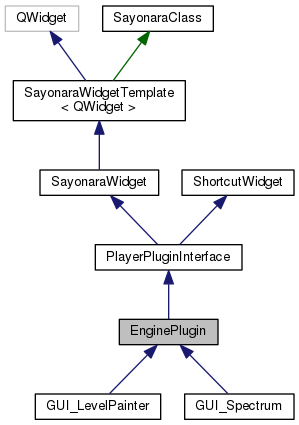 QWidget
SayonaraClass
SayonaraWidgetTemplate
< QWidget >
SayonaraWidget
ShortcutWidget
PlayerPluginInterface
EnginePlugin
GUI_LevelPainter
GUI_Spectrum